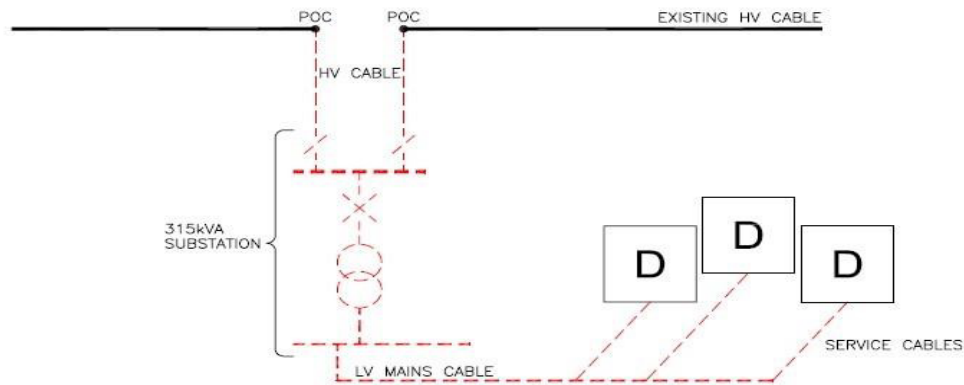 POC
POC
EXISTING HV CABLE
HV CABLE
315kVA
SUBSTATION
D
D
D
SERVICE CABLES
LV MAINS CABLE